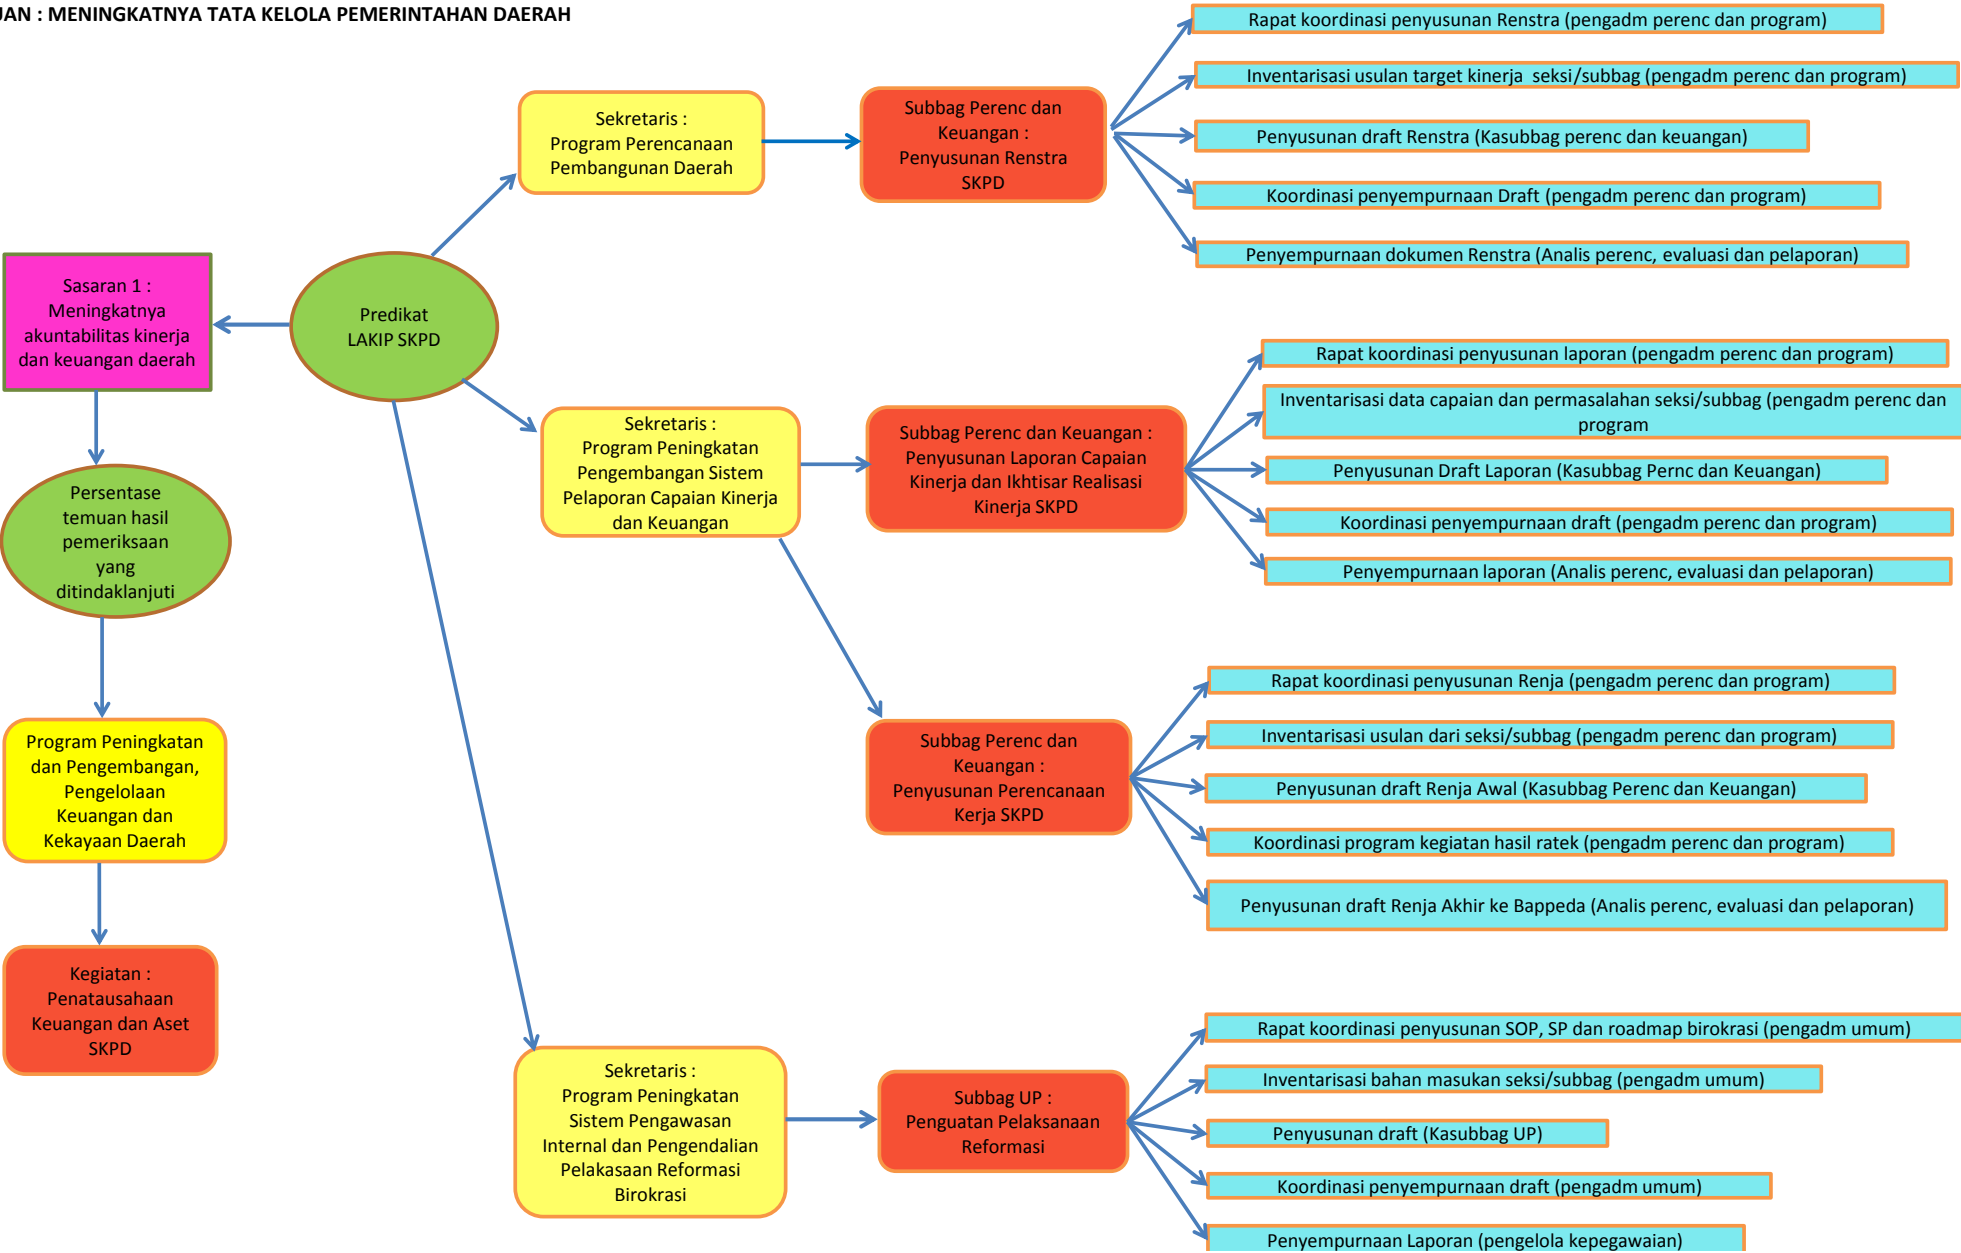 UAN : MENINGKATNYA TATA KELOLA PEMERINTAHAN DAERAH
Rapat koordinasi penyusunan Renstra (pengadm perenc dan program)
Inventarisasi usulan target kinerja seksi/subbag (pengadm perenc dan program)
Penyusunan draft Renstra (Kasubbag perenc dan keuangan)
Koordinasi penyempurnaan Draft (pengadm perenc dan program)
Penyempurnaan dokumen Renstra (Analis perenc, evaluasi dan pelaporan)
Sekretaris :
Program Perencanaan
Pembangunan Daerah
Subbag Perenc dan
Keuangan :
Penyusunan Renstra
SKPD
Sasaran 1 :
Meningkatnya
akuntabilitas kinerja
dan keuangan daerah
Predikat
LAKIP SKPD
Rapat koordinasi penyusunan laporan (pengadm perenc dan program)
Inventarisasi data capaian dan permasalahan seksi/subbag (pengadm perenc dan
program
Penyusunan Draft Laporan (Kasubbag Pernc dan Keuangan)
Koordinasi penyempurnaan draft (pengadm perenc dan program)
Penyempurnaan laporan (Analis perenc, evaluasi dan pelaporan)
Sekretaris :
Program Peningkatan
Pengembangan Sistem
Pelaporan Capaian Kinerja
dan Keuangan
Subbag Perenc dan Keuangan :
Penyusunan Laporan Capaian
Kinerja dan Ikhtisar Realisasi
Kinerja SKPD
Persentase
temuan hasil
pemeriksaan
yang
ditindaklanjuti
Rapat koordinasi penyusunan Renja (pengadm perenc dan program)
Inventarisasi usulan dari seksi/subbag (pengadm perenc dan program)
Penyusunan draft Renja Awal (Kasubbag Perenc dan Keuangan)
Koordinasi program kegiatan hasil ratek (pengadm perenc dan program)
Penyusunan draft Renja Akhir ke Bappeda (Analis perenc, evaluasi dan pelaporan)
Subbag Perenc dan
Keuangan :
Penyusunan Perencanaan
Kerja SKPD
Program Peningkatan
dan Pengembangan,
Pengelolaan
Keuangan dan
Kekayaan Daerah
Kegiatan :
Penatausahaan
Keuangan dan Aset
SKPD
Sekretaris :
Program Peningkatan
Sistem Pengawasan
Internal dan Pengendalian
Pelakasaan Reformasi
Birokrasi
Subbag UP :
Penguatan Pelaksanaan
Reformasi
Rapat koordinasi penyusunan SOP, SP dan roadmap birokrasi (pengadm umum)
Inventarisasi bahan masukan seksi/subbag (pengadm umum)
Penyusunan draft (Kasubbag UP)
Koordinasi penyempurnaan draft (pengadm umum)
Penyempurnaan Laporan (pengelola kepegawaian)